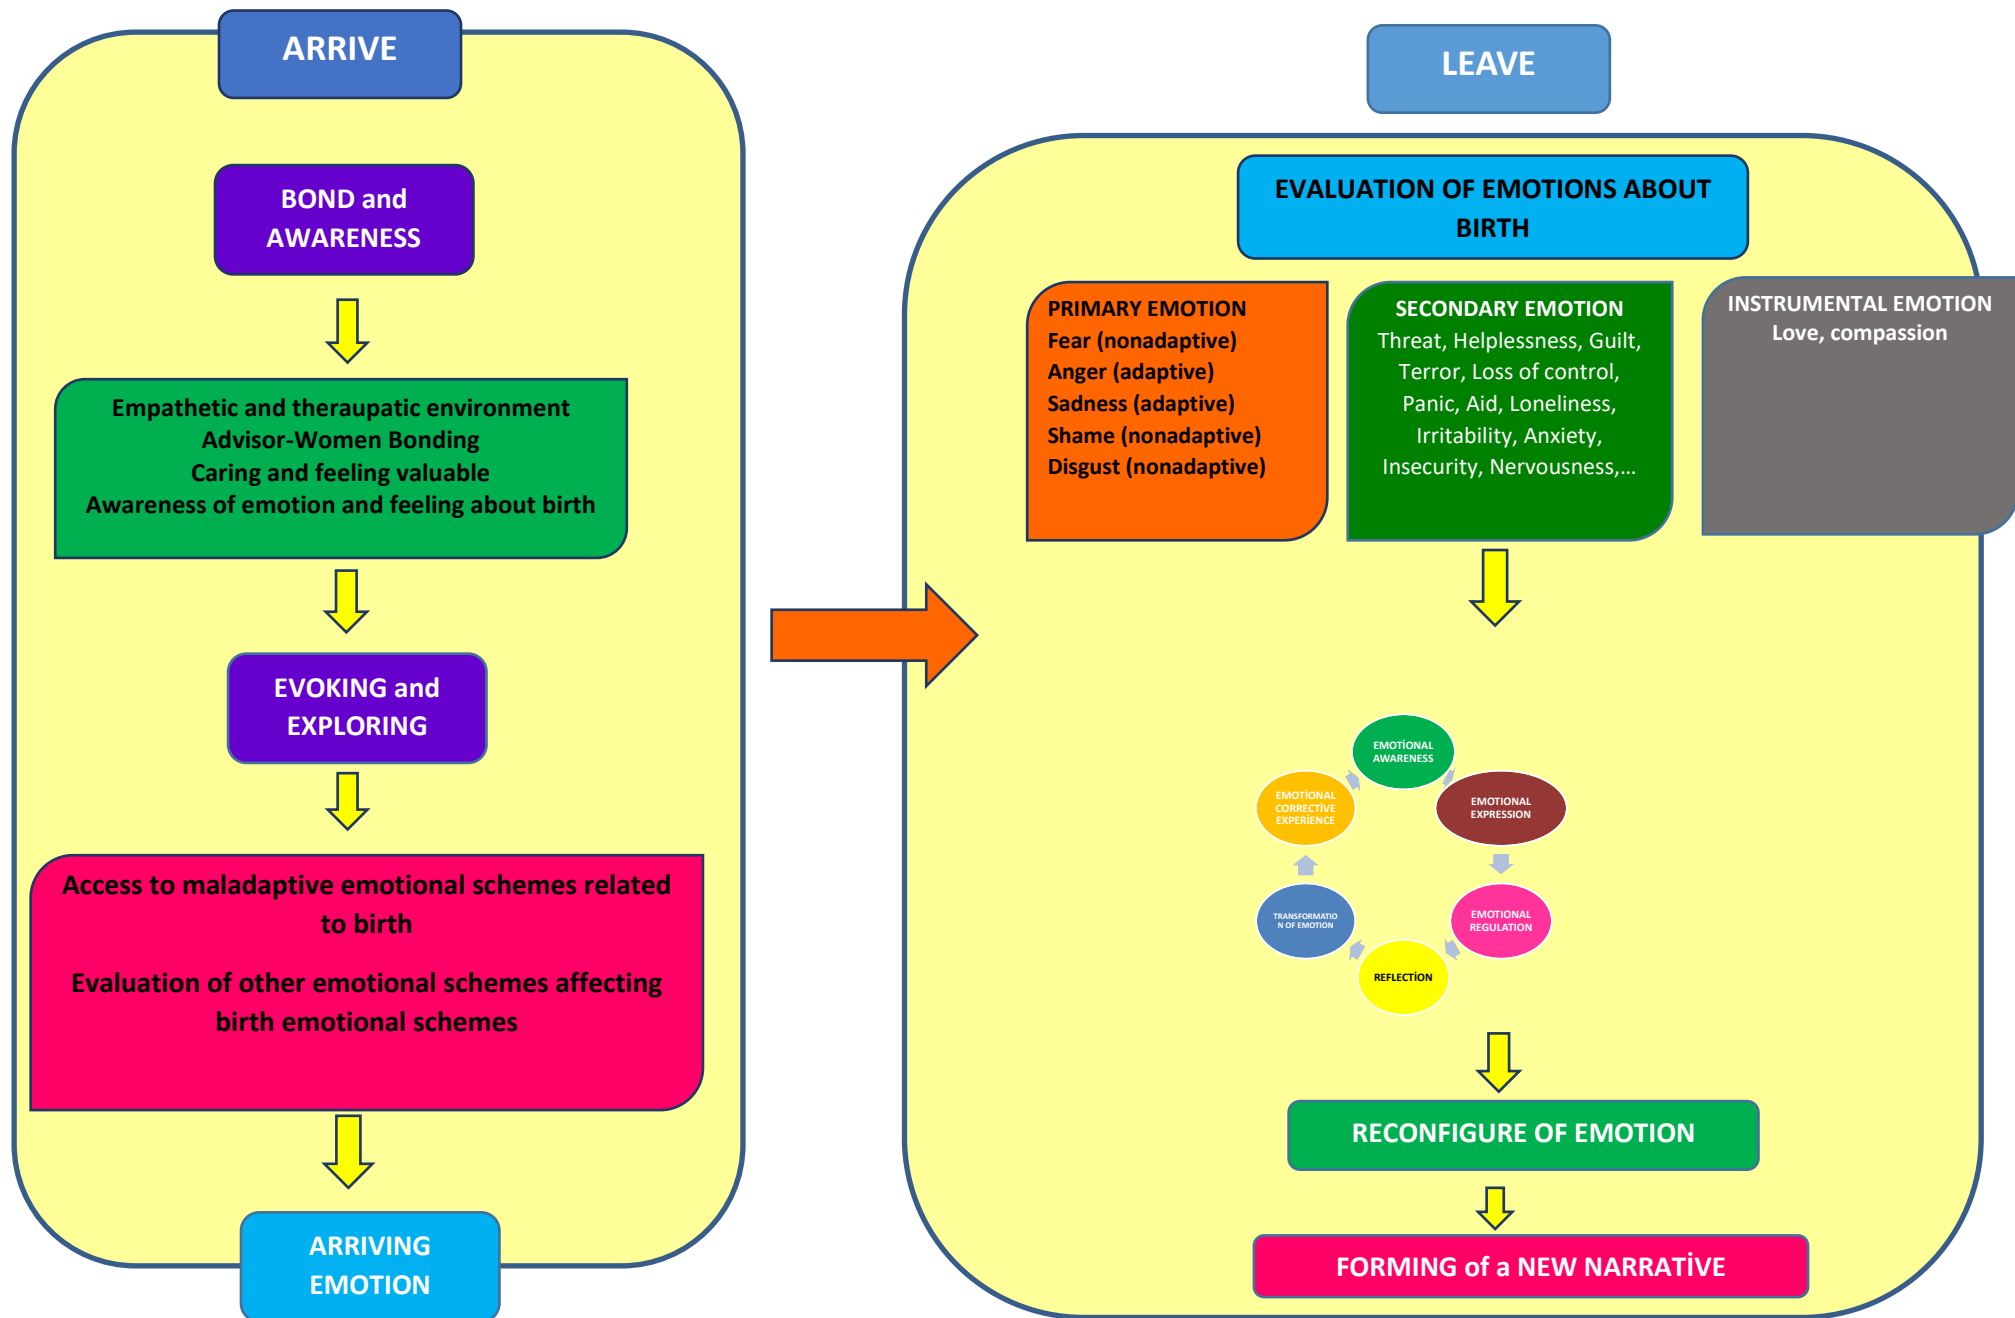 ARRIVE
BOND and
AWARENESS
Empathetic and theraupatic environment
Advisor-Women Bonding
Caring and feeling valuable
Awareness of emotion and feeling about birth
EVOKING and
EXPLORING
Access to maladaptive emotional schemes related
to birth
Evaluation of other emotional schemes affecting
birth emotional schemes
ARRIVING
EMOTION
LEAVE
EVALUATION OF EMOTIONS ABOUT
BIRTH
PRIMARY EMOTION
Fear (nonadaptive)
Anger (adaptive)
Sadness (adaptive)
Shame (nonadaptive)
Disgust (nonadaptive)
SECONDARY EMOTION
Threat, Helplessness, Guilt,
Terror, Loss of control,
Panic, Aid, Loneliness,
Irritability, Anxiety,
Insecurity, Nervousness,...
INSTRUMENTAL EMOTION
Love, compassion
EMOTİONAL
AWARENESS
EMOTIONAL
EXPRESSION
EMOTIONAL
REGULATION
REFLECTİON
TRANSFORMATIO
N OF EMOTION
EMOTİONAL
CORRECTİVE
EXPERİENCE
RECONFIGURE OF EMOTION
FORMING of a NEW NARRATİVE